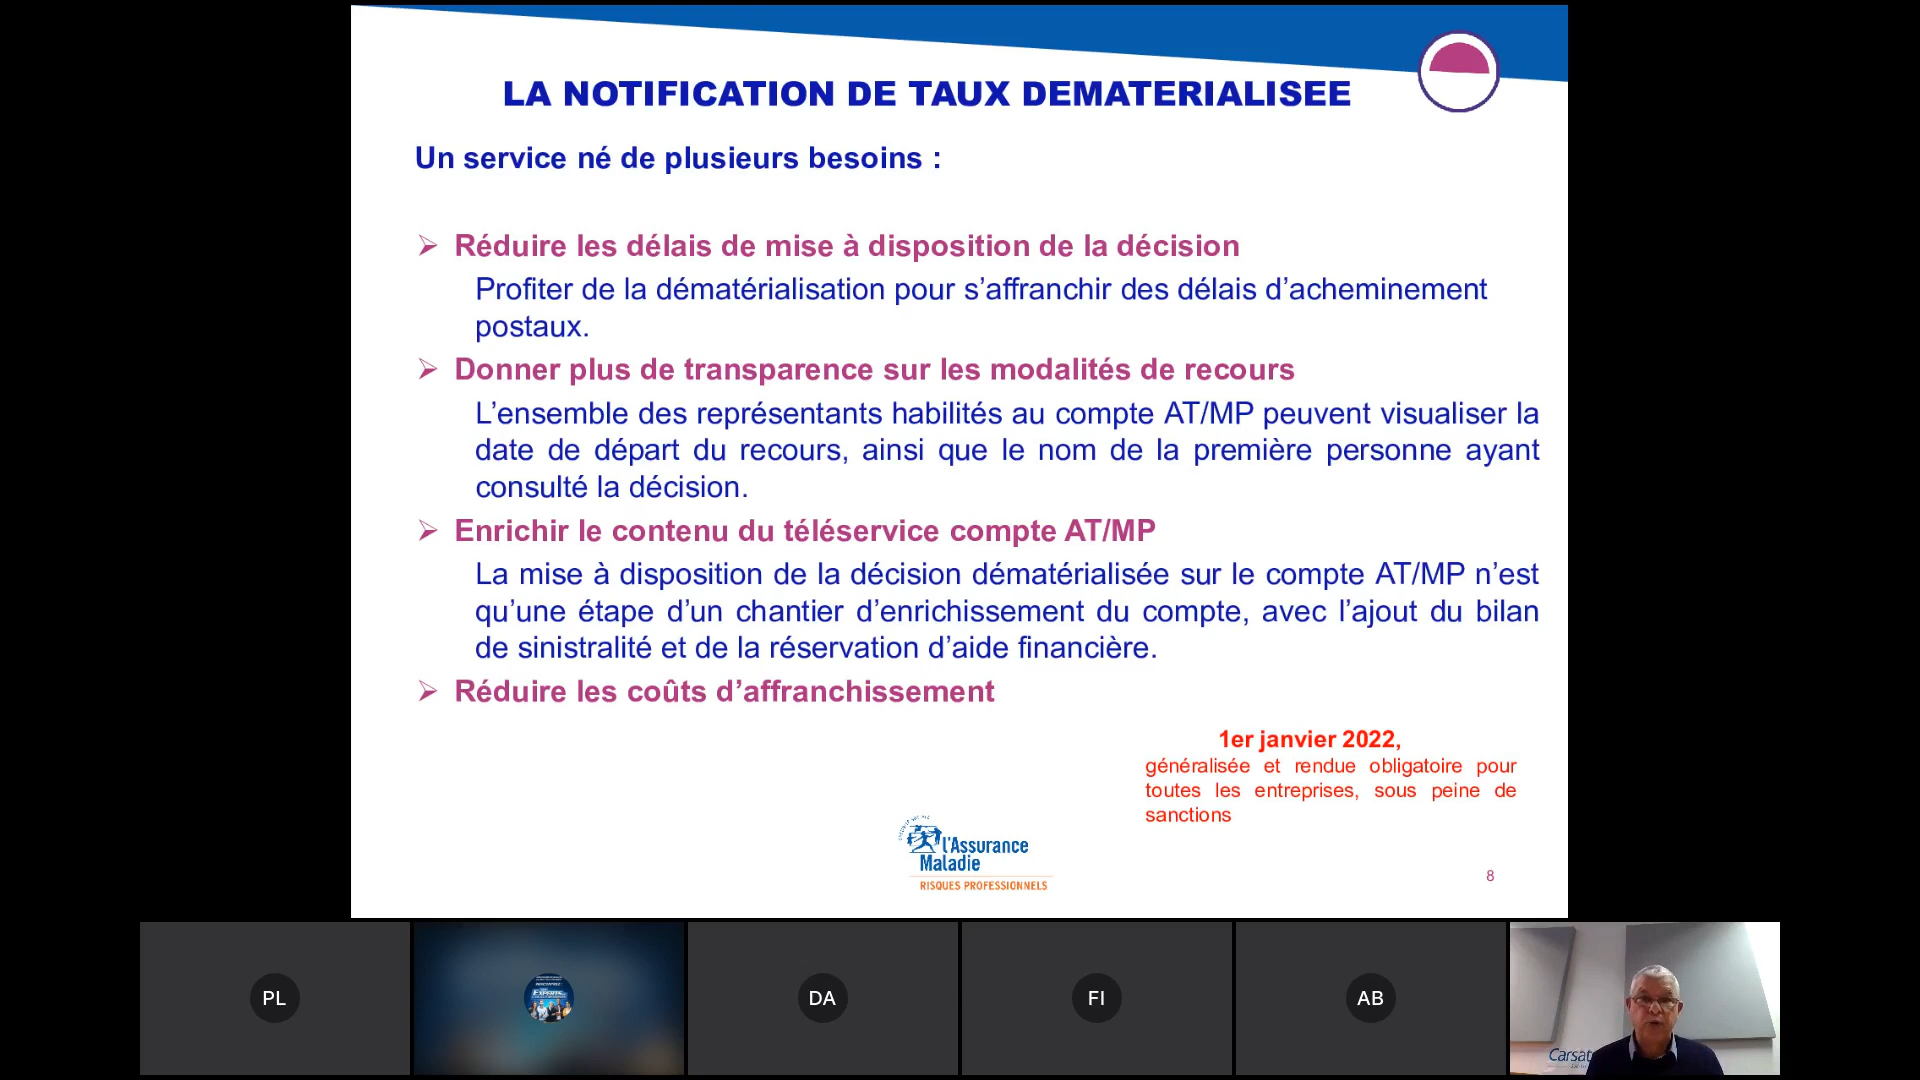 LA NOTIFICATION DE TAUX DEMATERIALISEE
Un service né de plusieurs besoins :
Réduire les délais de mise à disposition de la décision
Profiter de la dématérialisation pour s’affranchir des délais d’acheminement
postaux.
Donner plus de transparence sur les modalités de recours
L’ensemble des représentants habilités au compte AT/MP peuvent visualiser la
date de départ du recours, ainsi que le nom de la première personne ayant
consulté la décision.
Enrichir le contenu du téléservice compte AT/MP
La mise à disposition de la décision dématérialisée sur le compte AT/MP n’est
qu’une étape d’un chantier d’enrichissement du compte, avec l’ajout du bilan
de sinistralité et de la réservation d’aide financière.
Réduire les coûts d’affranchissement
1er janvier 2022,
généralisée et rendue obligatoire pour
toutes les entreprises, sous peine de
sanctions
l’Assurance
Maladie
RISQUES PROFESSIONNELS
8
PL
DA
FI
AB
Carsat